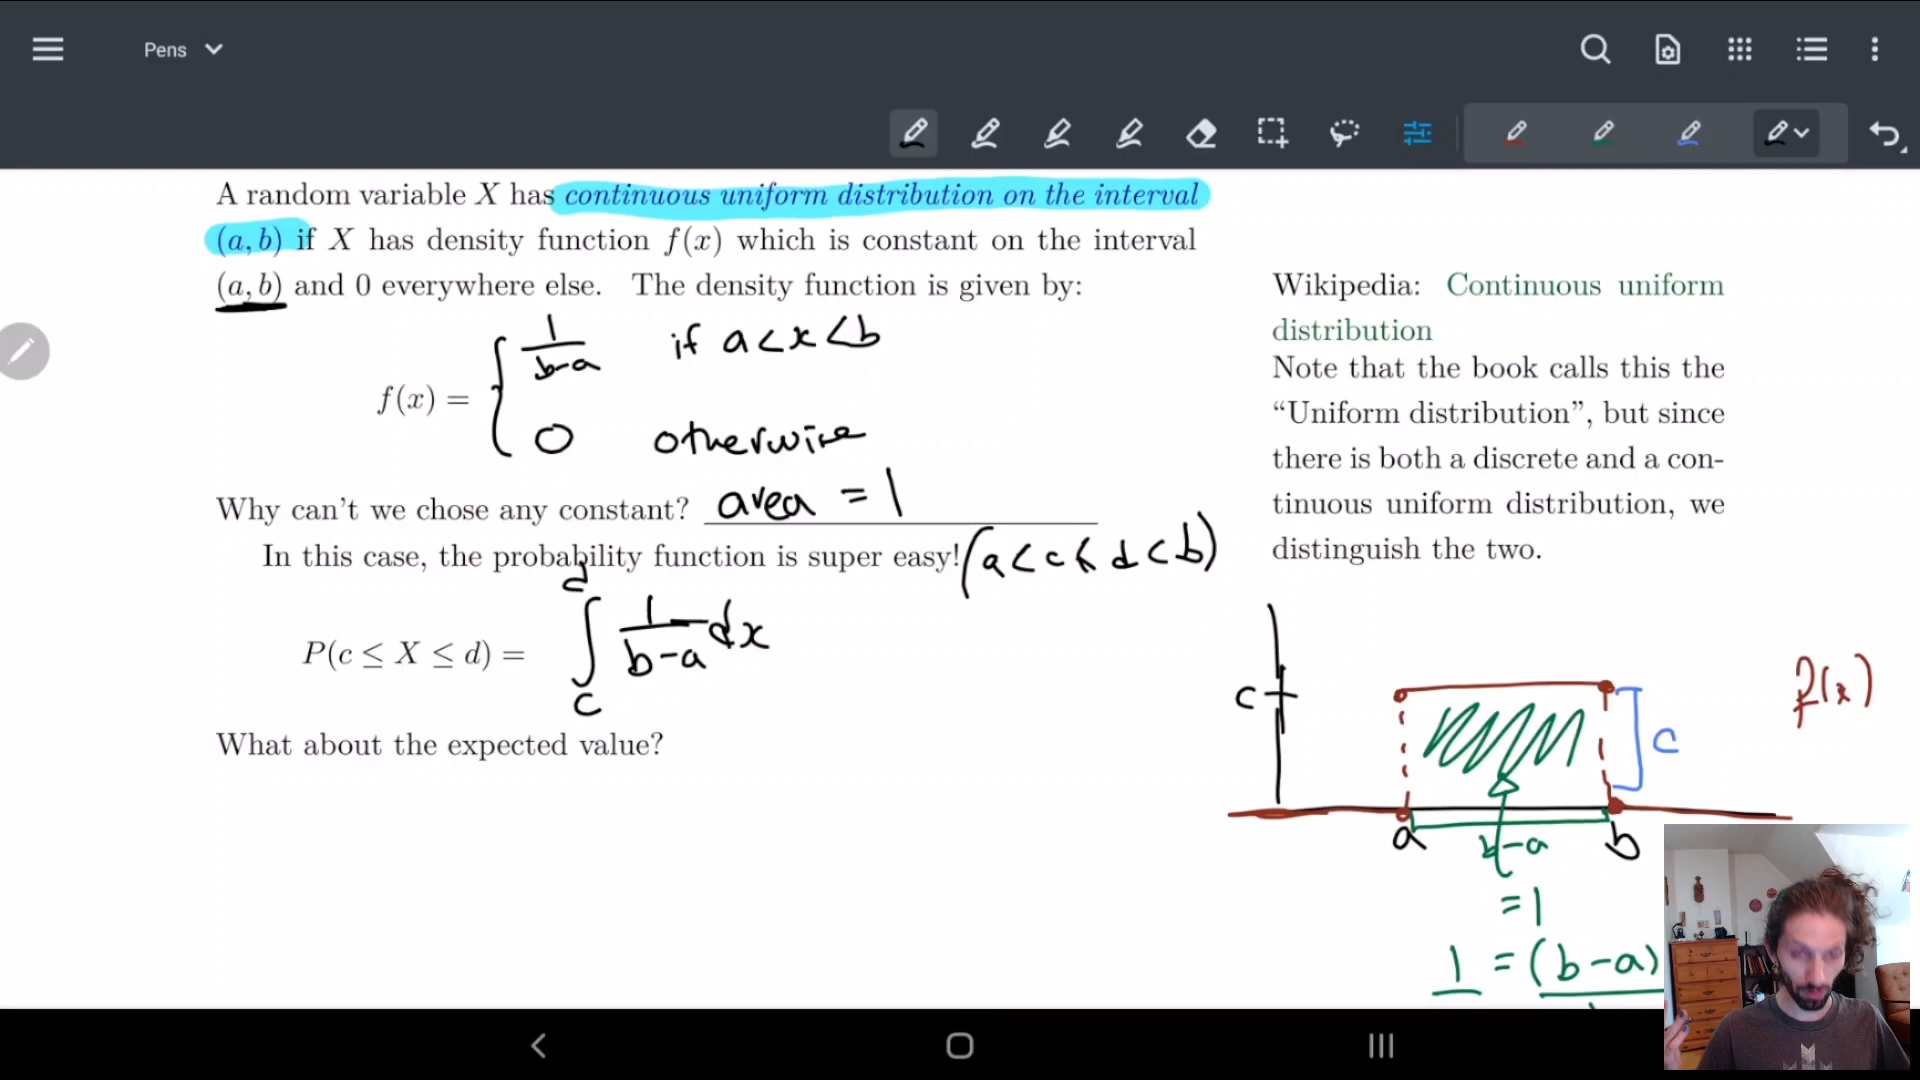 Pens
A random variable X has continuous uniform distribution on the interval
(a, b) if X has density function f(x) which is constant on the interval
(a, b) and 0 everywhere else. The density function is given by:
f(x) = { 1/(b-a) if a<x<b
0 otherwise
Why can't we chose any constant? area = 1
In this case, the probability function is super easy! (a<c<d<b)
P(c ≤ X ≤ d) = ∫_c^d 1/(b-a) dx
What about the expected value?
Wikipedia: Continuous uniform
distribution
Note that the book calls this the
“Uniform distribution”, but since
there is both a discrete and a con-
tinuous uniform distribution, we
distinguish the two.
f(x)
c
c
a b-a b
=1
1 = (b-a)